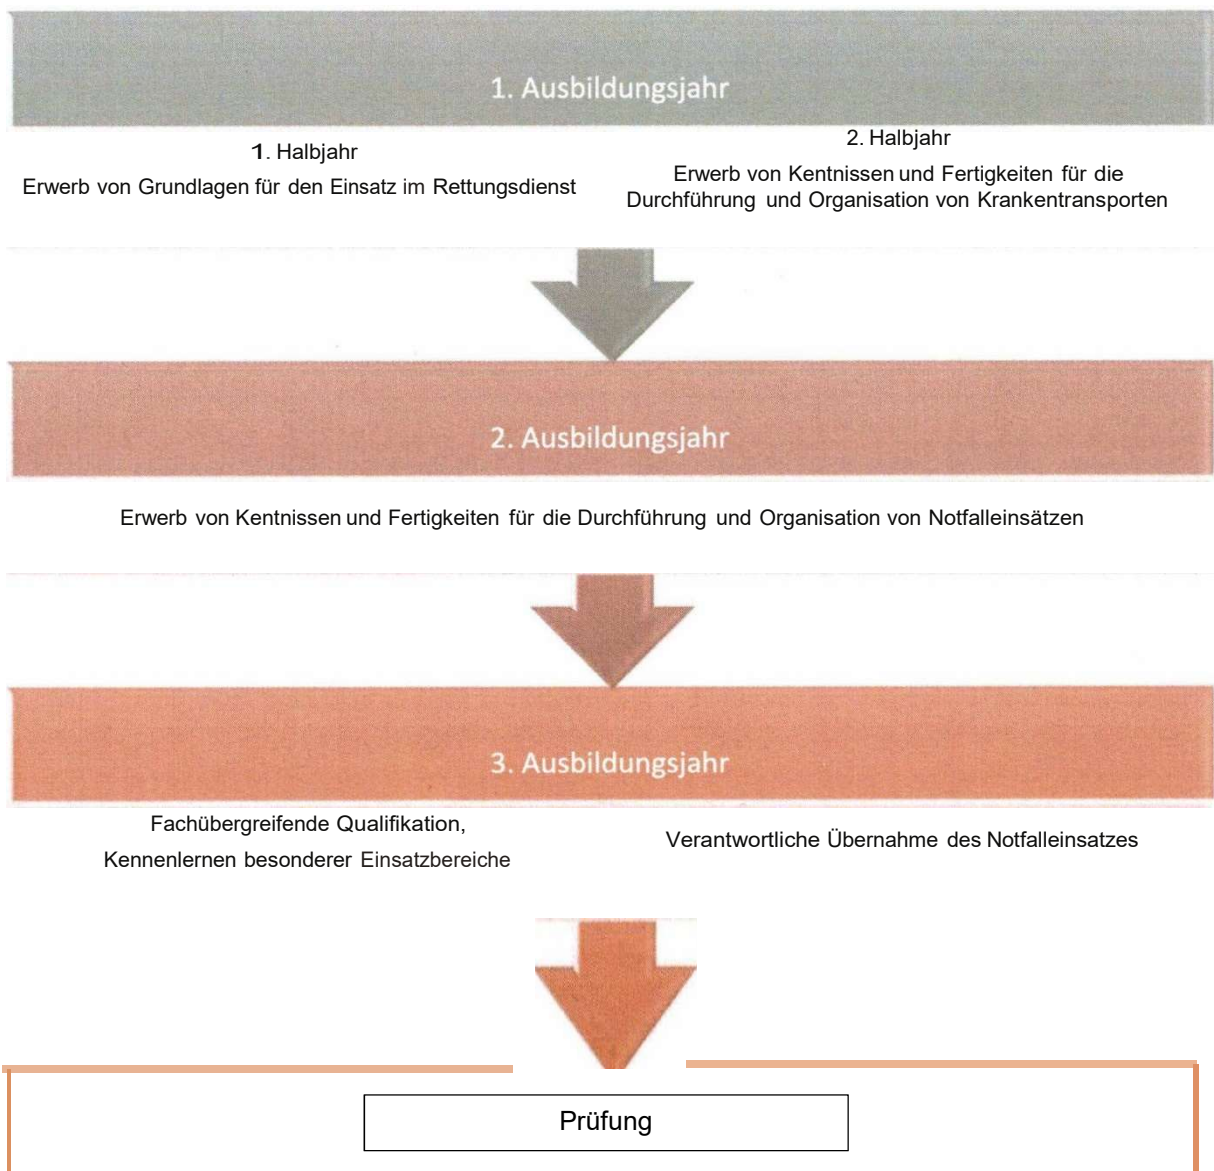 1. Ausbildungsjahr
1. Halbjahr
Erwerb von Grundlagen für den Einsatz im Rettungsdienst
2. Halbjahr
Erwerb von Kentnissen und Fertigkeiten für die
Durchführung und Organisation von Krankentransporten
2. Ausbildungsjahr
Erwerb von Kentnissen und Fertigkeiten für die Durchführung und Organisation von Notfalleinsätzen
3. Ausbildungsjahr
Fachübergreifende Qualifikation,
Kennenlernen besonderer Einsatzbereiche
Verantwortliche Übernahme des Notfalleinsatzes
Prüfung